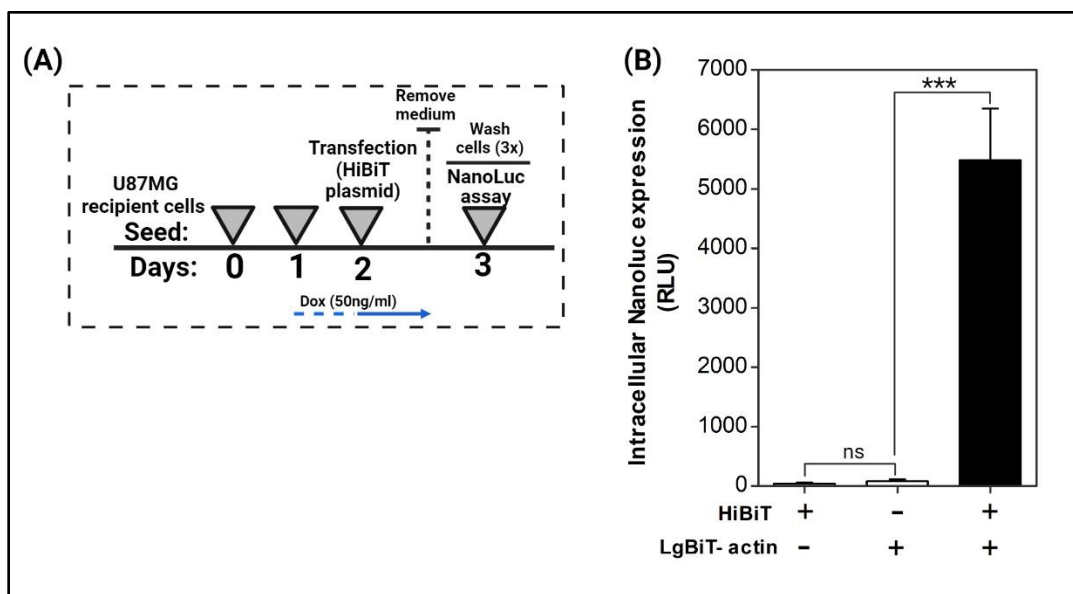 (A)
Remove
medium
Transfection
(HiBiT
plasmid)
Wash
cells (3x)
NanoLuc
assay
U87MG
recipient cells
Seed:
Days: 0 1 2 3
Dox (50ng/ml)
(B)
Intracellular Nanoluc expression
(RLU)
7000
6000
5000
4000
3000
2000
1000
0
***
ns
HiBiT + - +
LgBiT- actin - + +